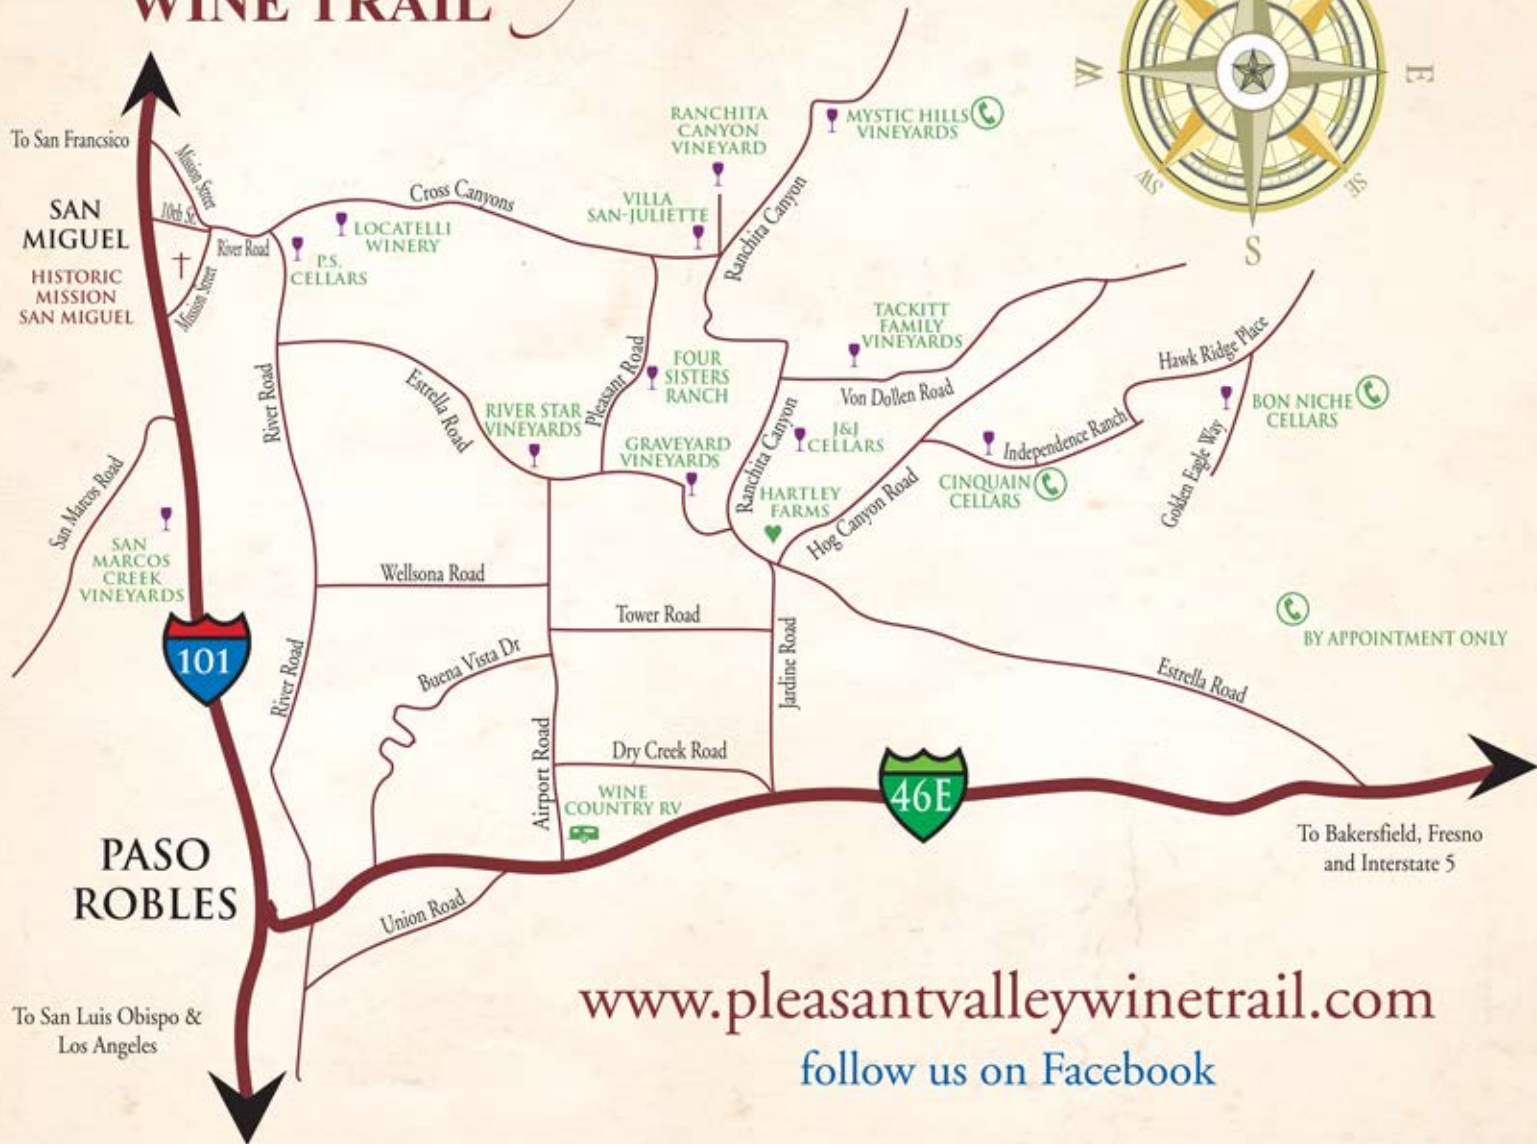 WINE TRAIL
To San Francsico
Mission Street
10th St.
SAN
MIGUEL
HISTORIC
MISSION
SAN MIGUEL
Mission Street
River Road
P.S.
CELLARS
LOCATELLI
WINERY
Cross Canyons
VILLA
SAN-JULIETTE
RANCHITA
CANYON
VINEYARD
Ranchita Canyon
MYSTIC HILLS
VINEYARDS
W
E
SW
SE
S
River Road
Estrella Road
RIVER STAR
VINEYARDS
Pleasanr Road
FOUR
SISTERS
RANCH
GRAVEYARD
VINEYARDS
TACKITT
FAMILY
VINEYARDS
Von Dollen Road
Ranchita Canyon
J&J
CELLARS
HARTLEY
FARMS
Hog Canyon Road
CINQUAIN
CELLARS
Independence Ranch
Hawk Ridge Place
Golden Eagle Way
BON NICHE
CELLARS
San Marcos Road
SAN
MARCOS
CREEK
VINEYARDS
101
Wellsona Road
Tower Road
River Road
Buena Vista Dr
Jardine Road
Airport Road
Dry Creek Road
WINE
COUNTRY RV
BY APPOINTMENT ONLY
Estrella Road
46E
To Bakersfield, Fresno
and Interstate 5
PASO
ROBLES
Union Road
To San Luis Obispo &
Los Angeles
www.pleasantvalleywinetrail.com
follow us on Facebook